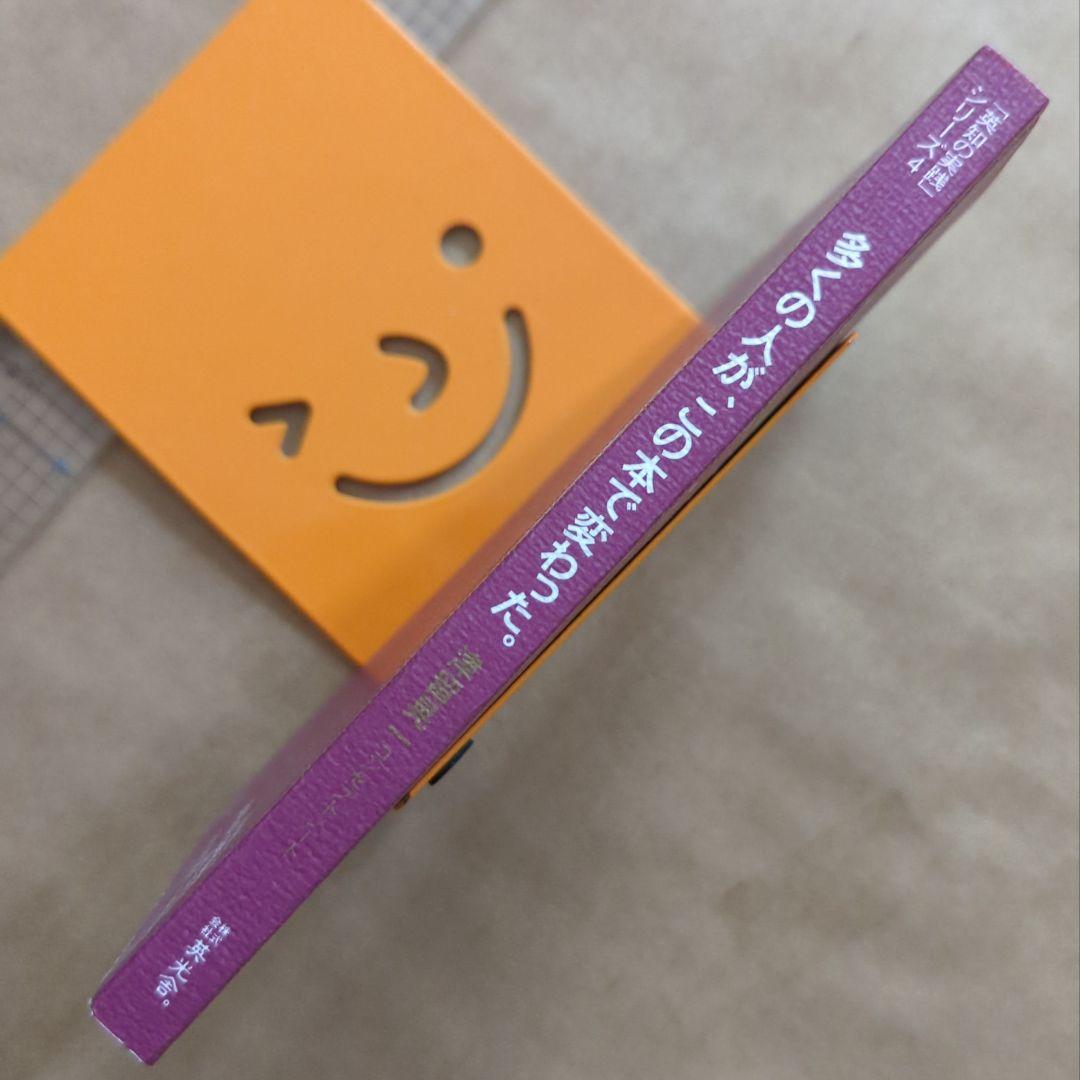 「英知の実践」
シリーズ4
多くの人が、この本で変わった。
株式
会社
英光舎。